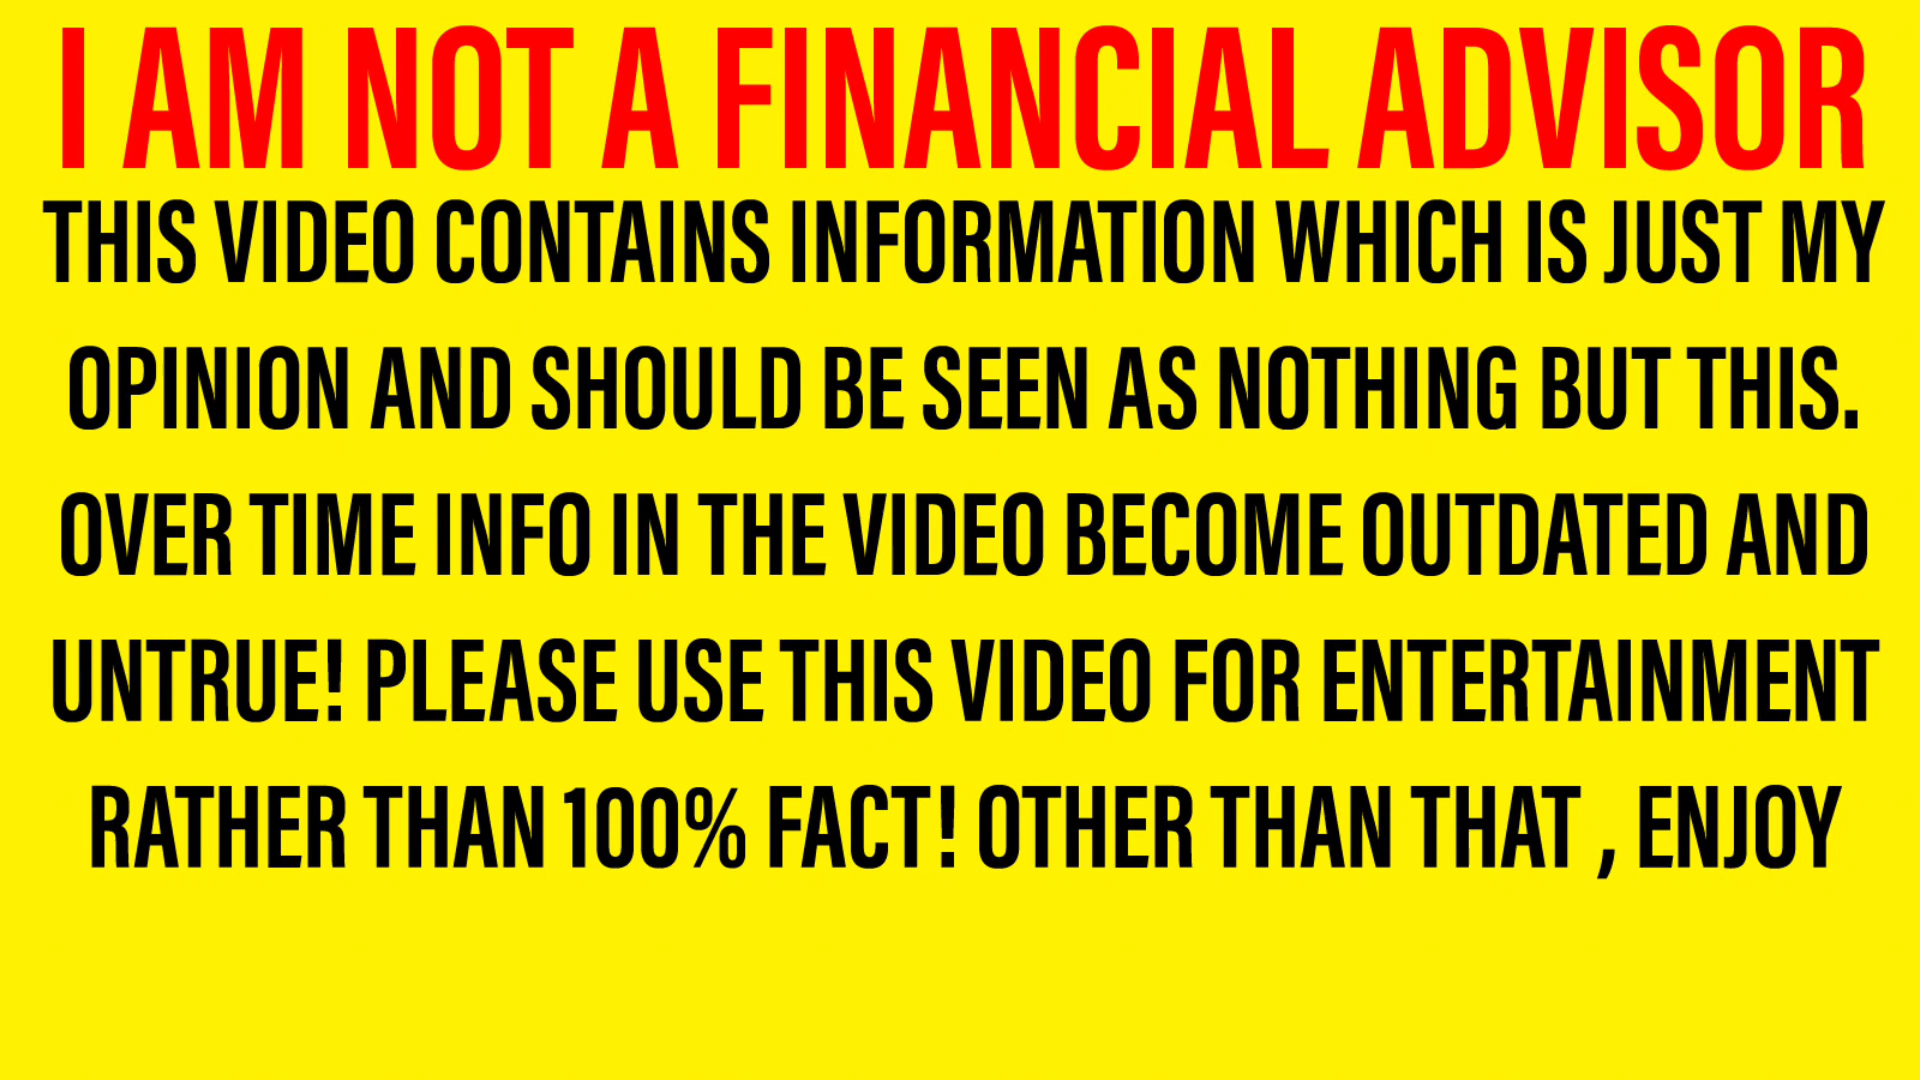 I AM NOT A FINANCIAL ADVISOR
THIS VIDEO CONTAINS INFORMATION WHICH IS JUST MY
OPINION AND SHOULD BE SEEN AS NOTHING BUT THIS.
OVER TIME INFO IN THE VIDEO BECOME OUTDATED AND
UNTRUE! PLEASE USE THIS VIDEO FOR ENTERTAINMENT
RATHER THAN 100% FACT! OTHER THAN THAT , ENJOY